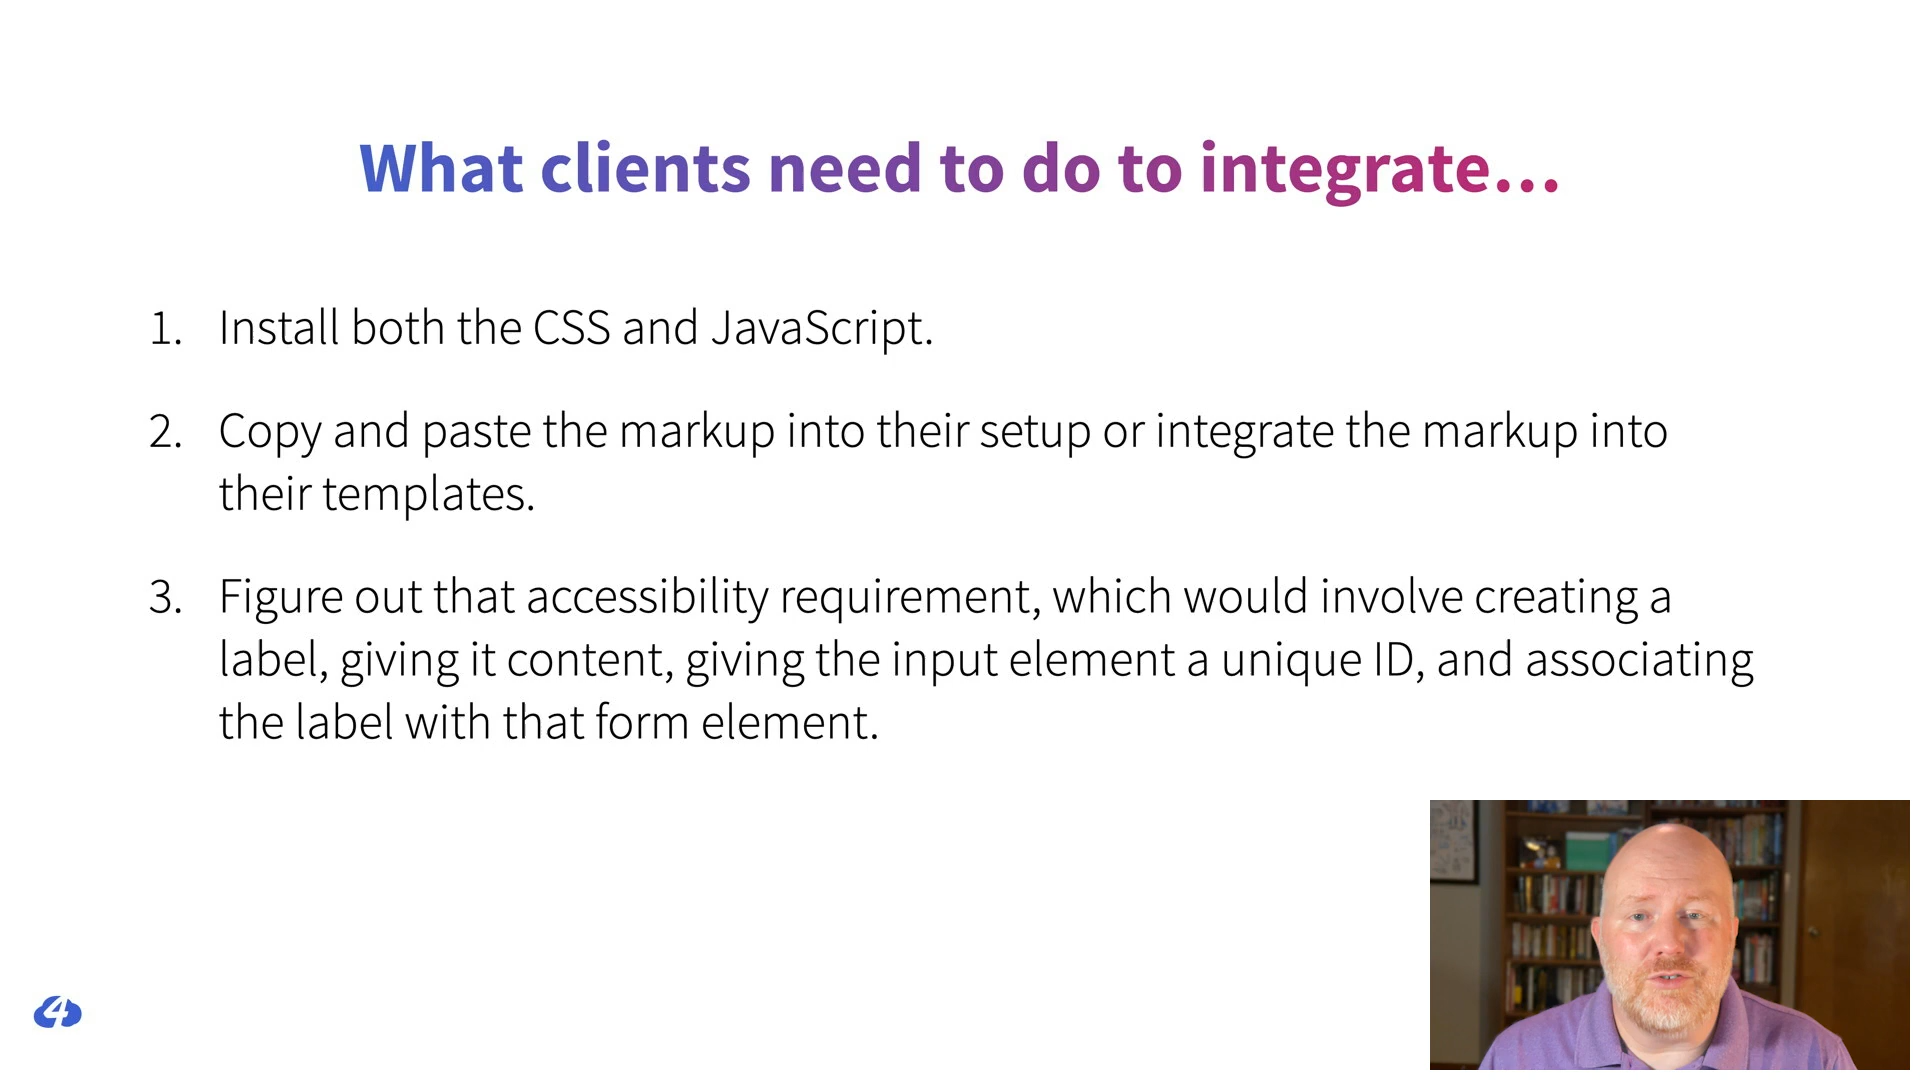 What clients need to do to integrate…
1. Install both the CSS and JavaScript.
2. Copy and paste the markup into their setup or integrate the markup into
their templates.
3. Figure out that accessibility requirement, which would involve creating a
label, giving it content, giving the input element a unique ID, and associating
the label with that form element.
4